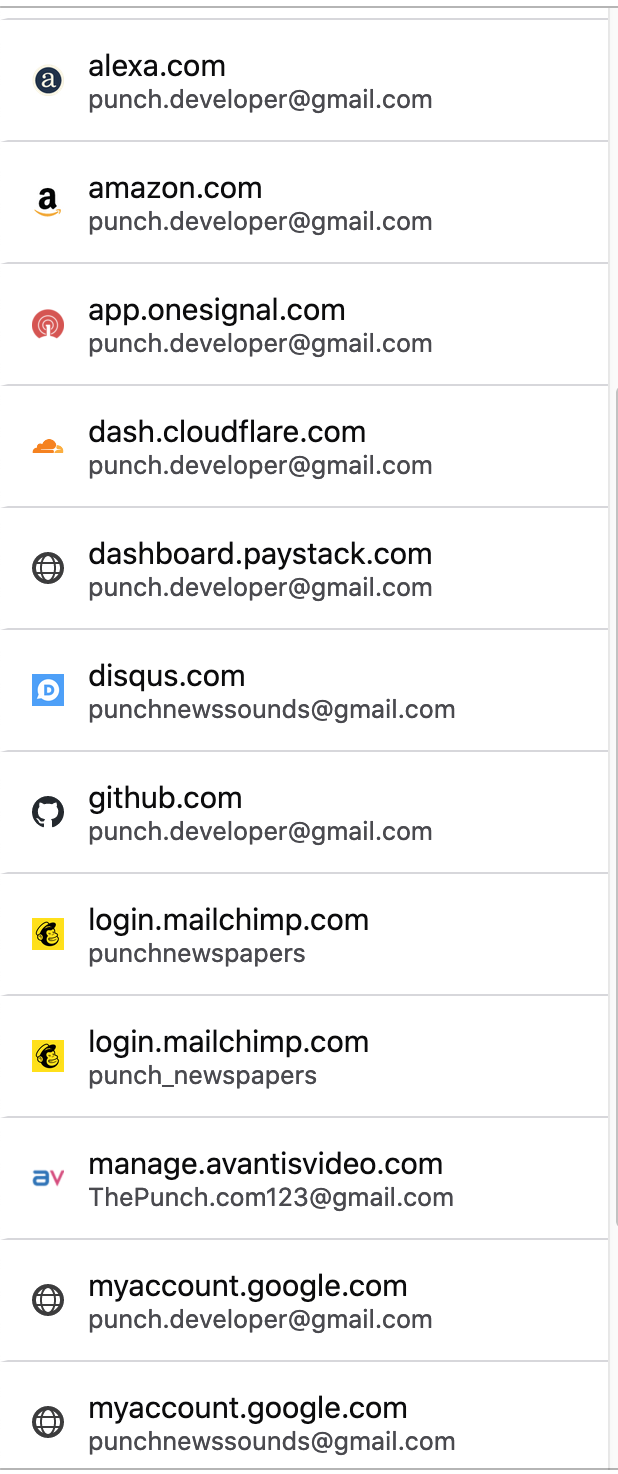 alexa.com
punch.developer@gmail.com
amazon.com
punch.developer@gmail.com
app.onesignal.com
punch.developer@gmail.com
dash.cloudflare.com
punch.developer@gmail.com
dashboard.paystack.com
punch.developer@gmail.com
disqus.com
punchnewssounds@gmail.com
github.com
punch.developer@gmail.com
login.mailchimp.com
punchnewspapers
login.mailchimp.com
punch_newspapers
manage.avantisvideo.com
ThePunch.com123@gmail.com
myaccount.google.com
punch.developer@gmail.com
myaccount.google.com
punchnewssounds@gmail.com